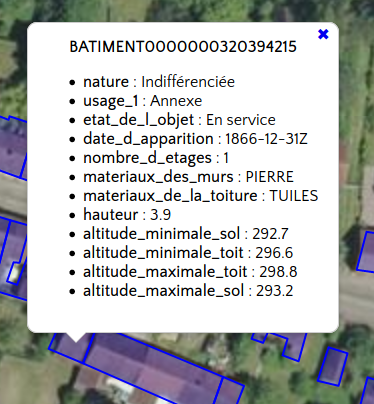 BATIMENT0000000320394215
nature : Indifférenciée
usage_1 : Annexe
etat_de_l_objet : En service
date_d_apparition : 1866-12-31Z
nombre_d_etages : 1
materiaux_des_murs : PIERRE
materiaux_de_la_toiture : TUILES
hauteur : 3.9
altitude_minimale_sol : 292.7
altitude_minimale_toit : 296.6
altitude_maximale_toit : 298.8
altitude_maximale_sol : 293.2